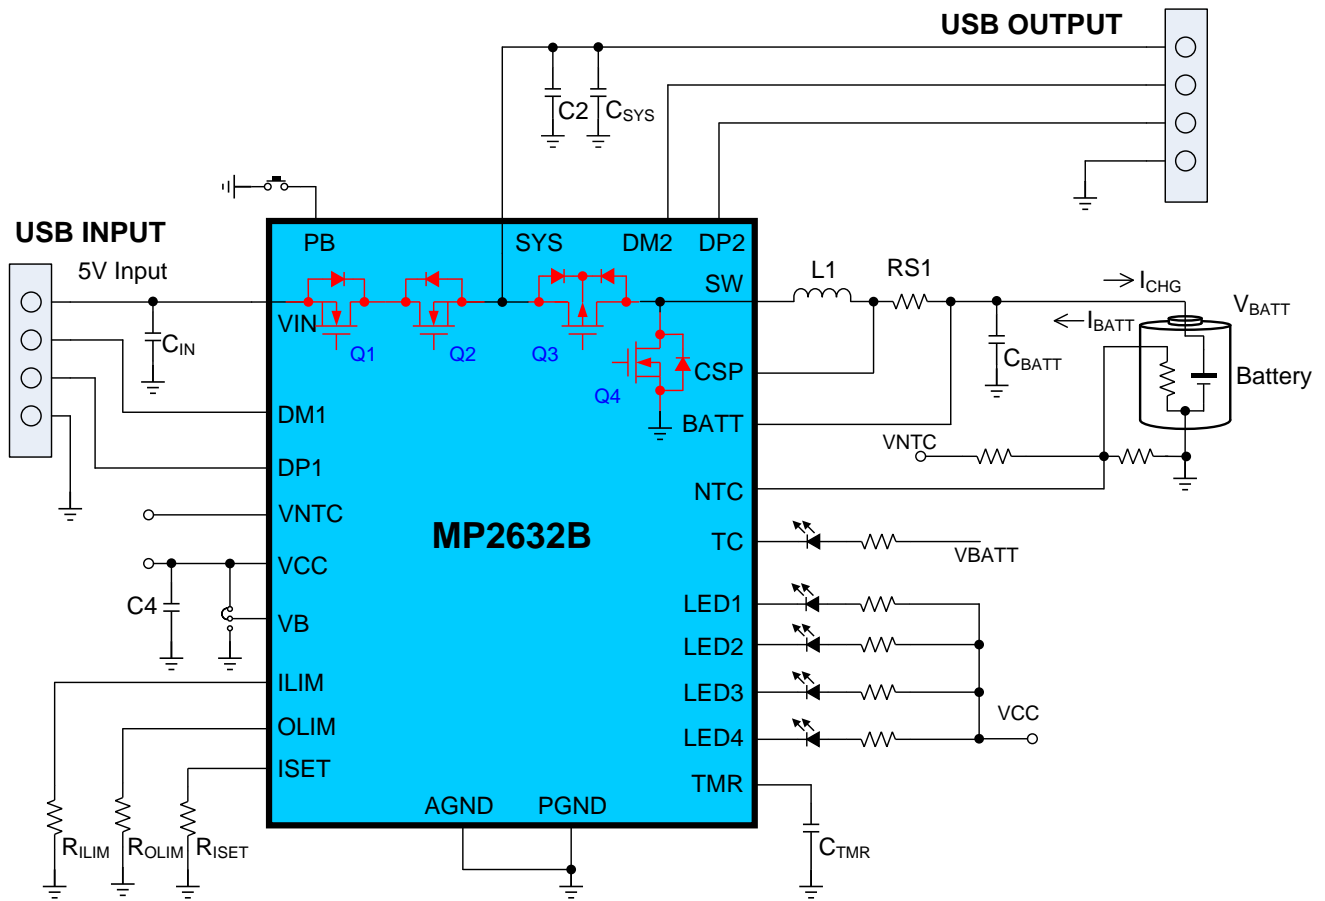 USB OUTPUT
C2
CSYS
USB INPUT
5V Input
PB
SYS
DM2
DP2
SW
L1
RS1
ICHG
IBATT
VBATT
VIN
CIN
Q1
Q2
Q3
Q4
CSP
CBATT
Battery
DM1
BATT
VNTC
DP1
NTC
VNTC
MP2632B
TC
VBATT
VCC
C4
VB
LED1
LED2
LED3
LED4
VCC
ILIM
OLIM
ISET
TMR
AGND
PGND
RILIM
ROLIM
RISET
CTMR